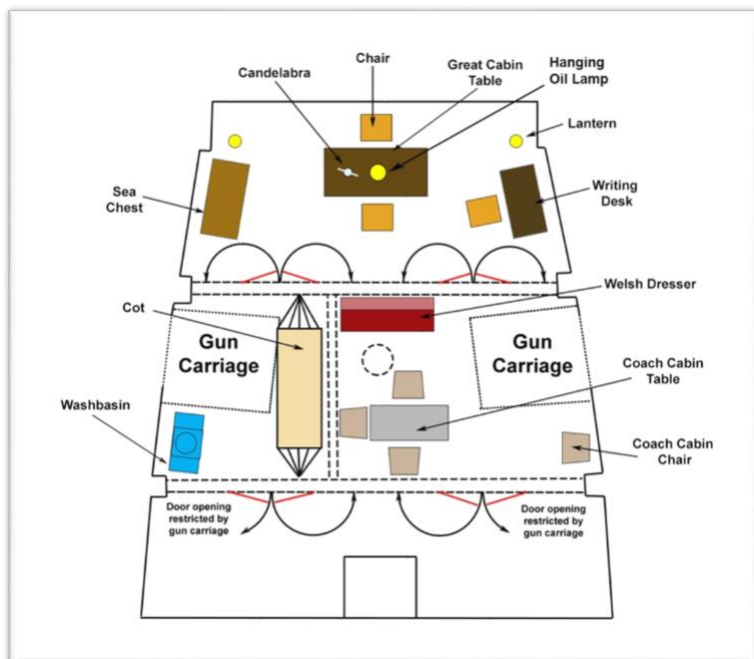 Chair
Candelabra
Great Cabin
Table
Hanging
Oil Lamp
Lantern
Sea
Chest
Writing
Desk
Welsh Dresser
Cot
Gun
Carriage
Gun
Carriage
Coach Cabin
Table
Washbasin
Coach Cabin
Chair
Door opening
restricted by
gun carriage
Door opening
restricted by
gun carriage